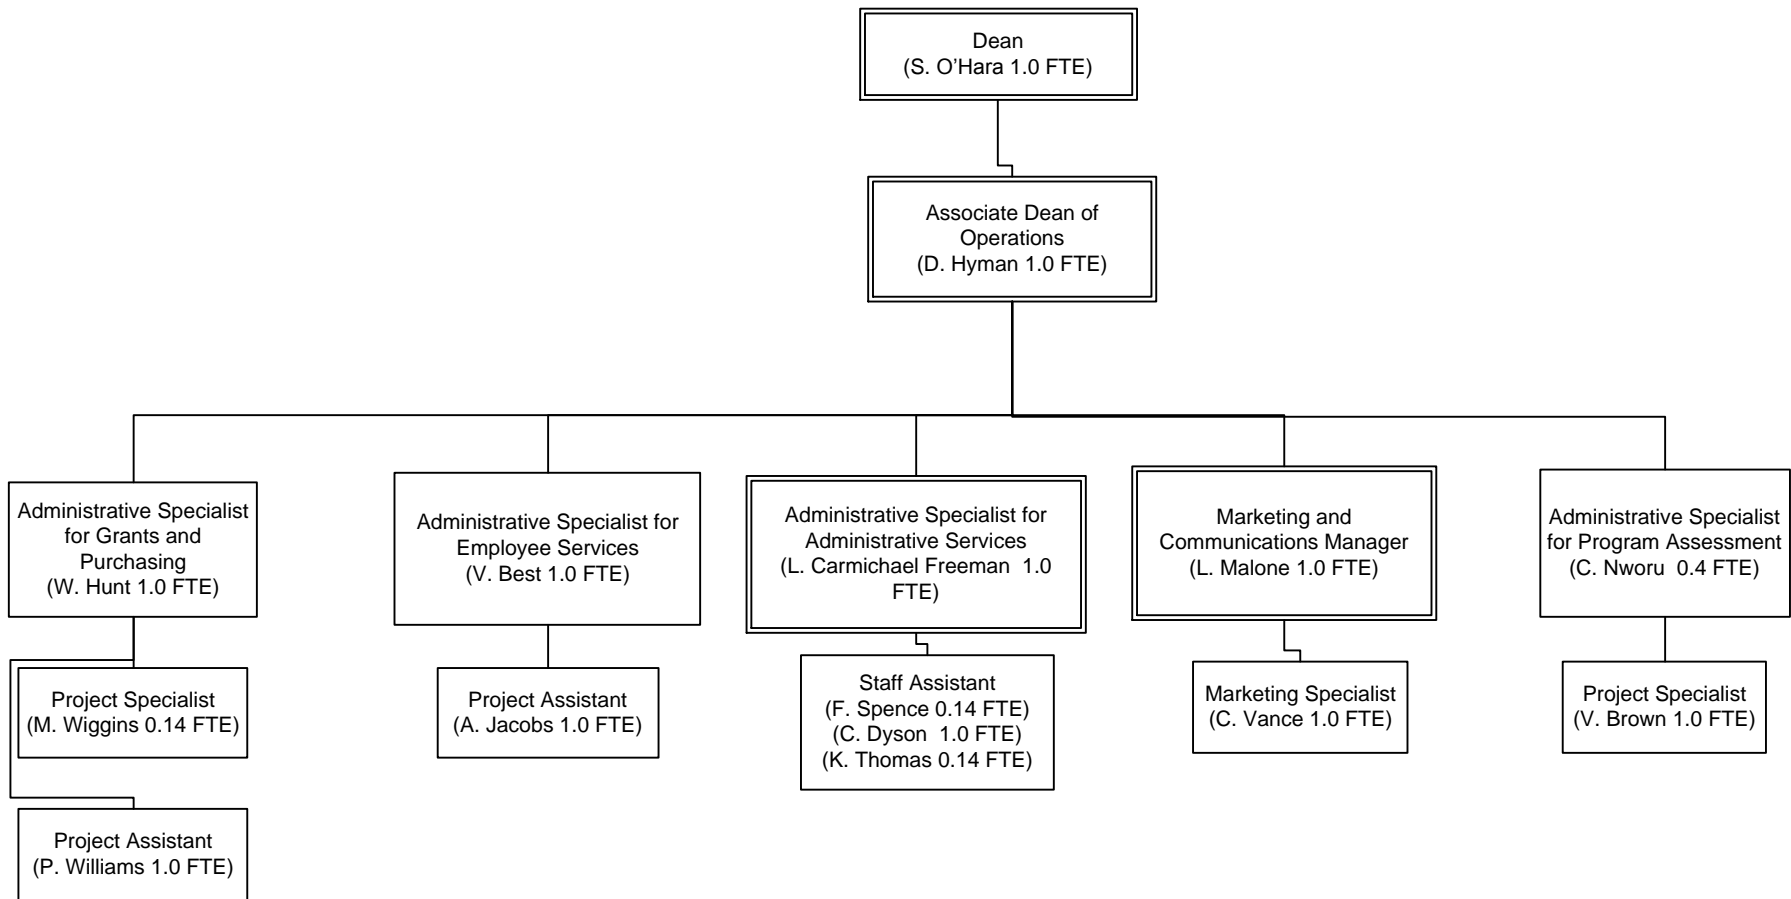 Dean
(S. O’Hara 1.0 FTE)
Associate Dean of
Operations
(D. Hyman 1.0 FTE)
Administrative Specialist
for Grants and
Purchasing
(W. Hunt 1.0 FTE)
Administrative Specialist for
Employee Services
(V. Best 1.0 FTE)
Administrative Specialist for
Administrative Services
(L. Carmichael Freeman  1.0
FTE)
Marketing and
Communications Manager
(L. Malone 1.0 FTE)
Administrative Specialist
for Program Assessment
(C. Nworu  0.4 FTE)
Project Specialist
(M. Wiggins 0.14 FTE)
Project Assistant
(A. Jacobs 1.0 FTE)
Staff Assistant
(F. Spence 0.14 FTE)
(C. Dyson  1.0 FTE)
(K. Thomas 0.14 FTE)
Marketing Specialist
(C. Vance 1.0 FTE)
Project Specialist
(V. Brown 1.0 FTE)
Project Assistant
(P. Williams 1.0 FTE)